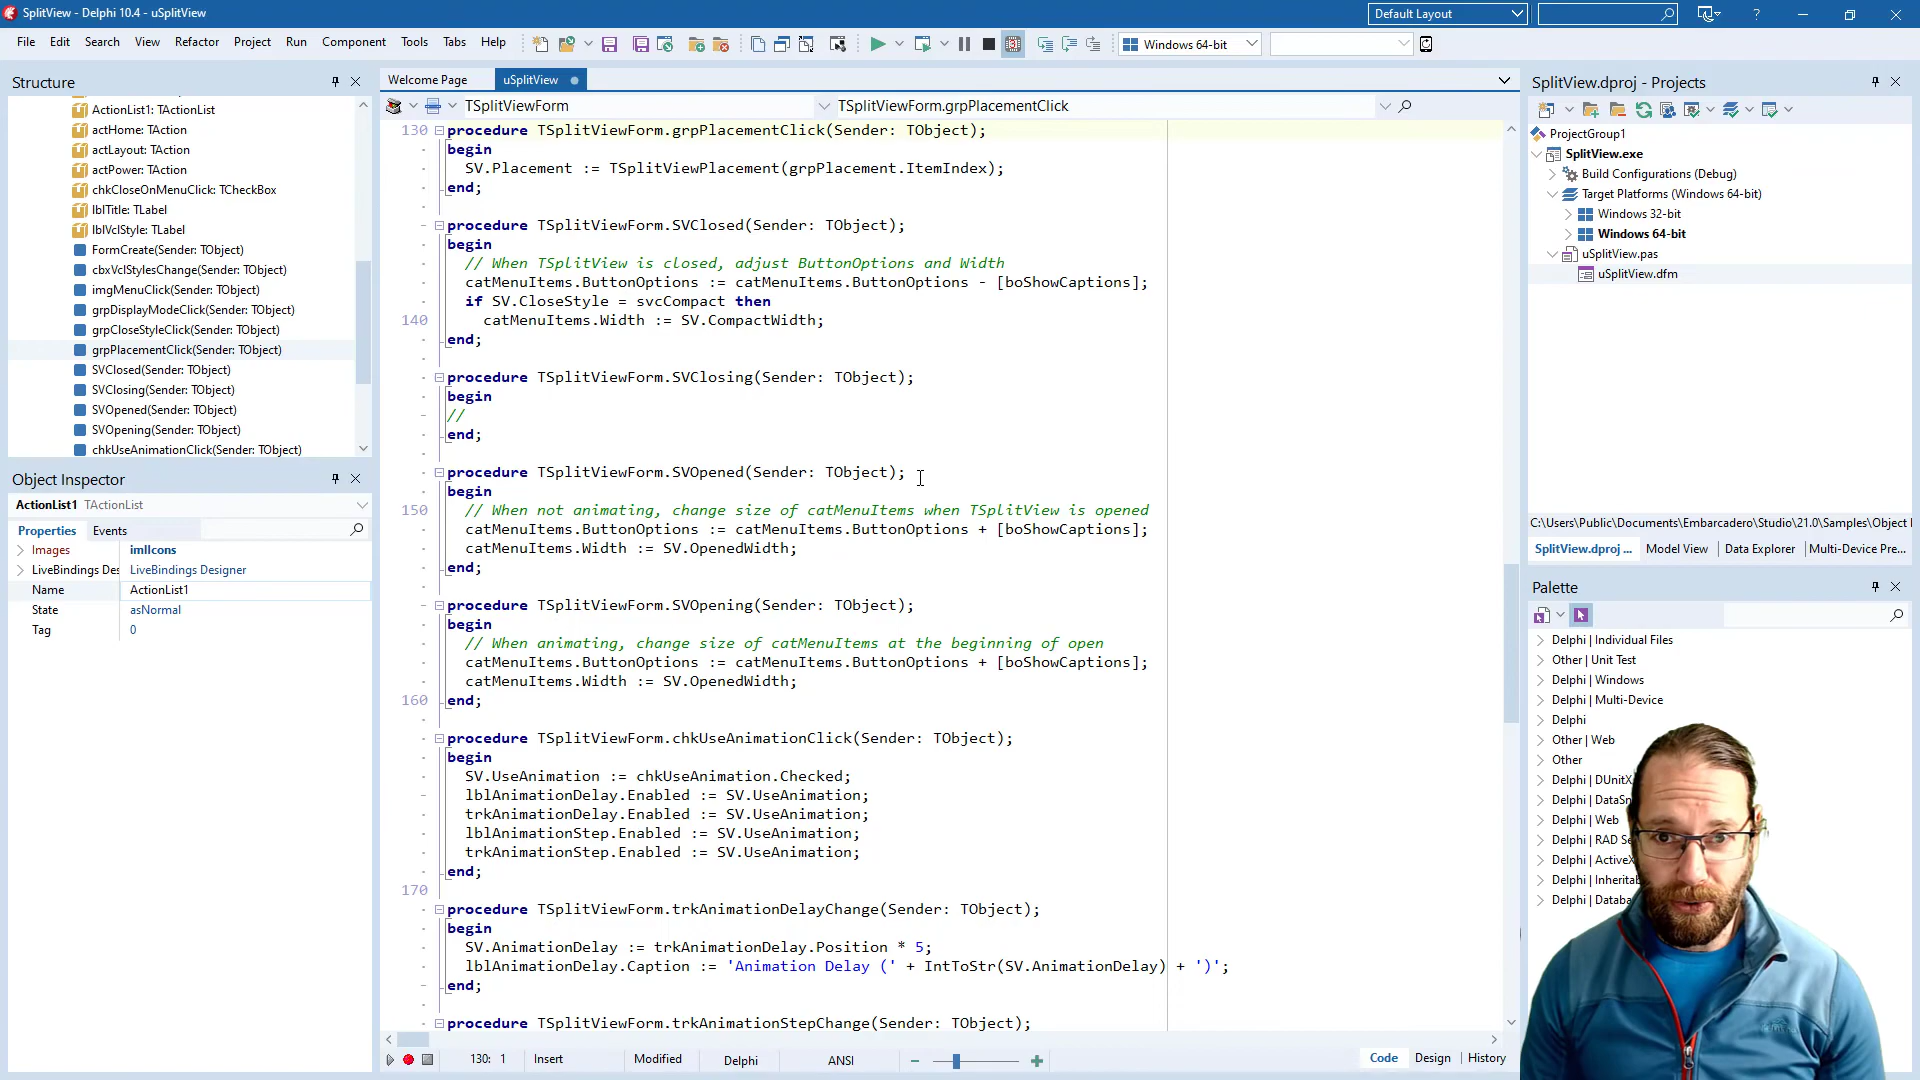 SplitView - Delphi 10.4 - uSplitView
Default Layout
File Edit Search View Refactor Project Run Component Tools Tabs Help
Windows 64-bit
Structure
ActionList1: TActionList
actHome: TAction
actLayout: TAction
actPower: TAction
chkCloseOnMenuClick: TCheckBox
lblTitle: TLabel
lblVclStyle: TLabel
FormCreate(Sender: TObject)
cbxVclStylesChange(Sender: TObject)
imgMenuClick(Sender: TObject)
grpDisplayModeClick(Sender: TObject)
grpCloseStyleClick(Sender: TObject)
grpPlacementClick(Sender: TObject)
SVClosed(Sender: TObject)
SVClosing(Sender: TObject)
SVOpened(Sender: TObject)
SVOpening(Sender: TObject)
chkUseAnimationClick(Sender: TObject)
Object Inspector
ActionList1 TActionList
Properties Events
Images imlIcons
LiveBindings Des LiveBindings Designer
Name ActionList1
State asNormal
Tag 0
Welcome Page uSplitView
TSplitViewForm TSplitViewForm.grpPlacementClick
130 procedure TSplitViewForm.grpPlacementClick(Sender: TObject);
begin
SV.Placement := TSplitViewPlacement(grpPlacement.ItemIndex);
end;
procedure TSplitViewForm.SVClosed(Sender: TObject);
begin
// When TSplitView is closed, adjust ButtonOptions and Width
catMenuItems.ButtonOptions := catMenuItems.ButtonOptions - [boShowCaptions];
if SV.CloseStyle = svcCompact then
140 catMenuItems.Width := SV.CompactWidth;
end;
procedure TSplitViewForm.SVClosing(Sender: TObject);
begin
//
end;
procedure TSplitViewForm.SVOpened(Sender: TObject);
begin
150 // When not animating, change size of catMenuItems when TSplitView is opened
catMenuItems.ButtonOptions := catMenuItems.ButtonOptions + [boShowCaptions];
catMenuItems.Width := SV.OpenedWidth;
end;
procedure TSplitViewForm.SVOpening(Sender: TObject);
begin
// When animating, change size of catMenuItems at the beginning of open
catMenuItems.ButtonOptions := catMenuItems.ButtonOptions + [boShowCaptions];
catMenuItems.Width := SV.OpenedWidth;
160 end;
procedure TSplitViewForm.chkUseAnimationClick(Sender: TObject);
begin
SV.UseAnimation := chkUseAnimation.Checked;
lblAnimationDelay.Enabled := SV.UseAnimation;
trkAnimationDelay.Enabled := SV.UseAnimation;
lblAnimationStep.Enabled := SV.UseAnimation;
trkAnimationStep.Enabled := SV.UseAnimation;
end;
170
procedure TSplitViewForm.trkAnimationDelayChange(Sender: TObject);
begin
SV.AnimationDelay := trkAnimationDelay.Position * 5;
lblAnimationDelay.Caption := 'Animation Delay (' + IntToStr(SV.AnimationDelay) + ')';
end;
procedure TSplitViewForm.trkAnimationStepChange(Sender: TObject);
130: 1 Insert Modified Delphi ANSI
Code Design History
SplitView.dproj - Projects
ProjectGroup1
SplitView.exe
Build Configurations (Debug)
Target Platforms (Windows 64-bit)
Windows 32-bit
Windows 64-bit
uSplitView.pas
uSplitView.dfm
C:\Users\Public\Documents\Embarcadero\Studio\21.0\Samples\Object
SplitView.dproj ... Model View Data Explorer Multi-Device Pre...
Palette
Delphi | Individual Files
Other | Unit Test
Delphi | Windows
Delphi | Multi-Device
Delphi
Other | Web
Other
Delphi | DUnitX
Delphi | DataSn
Delphi | Web
Delphi | RAD Se
Delphi | ActiveX
Delphi | Inheritab
Delphi | Databa